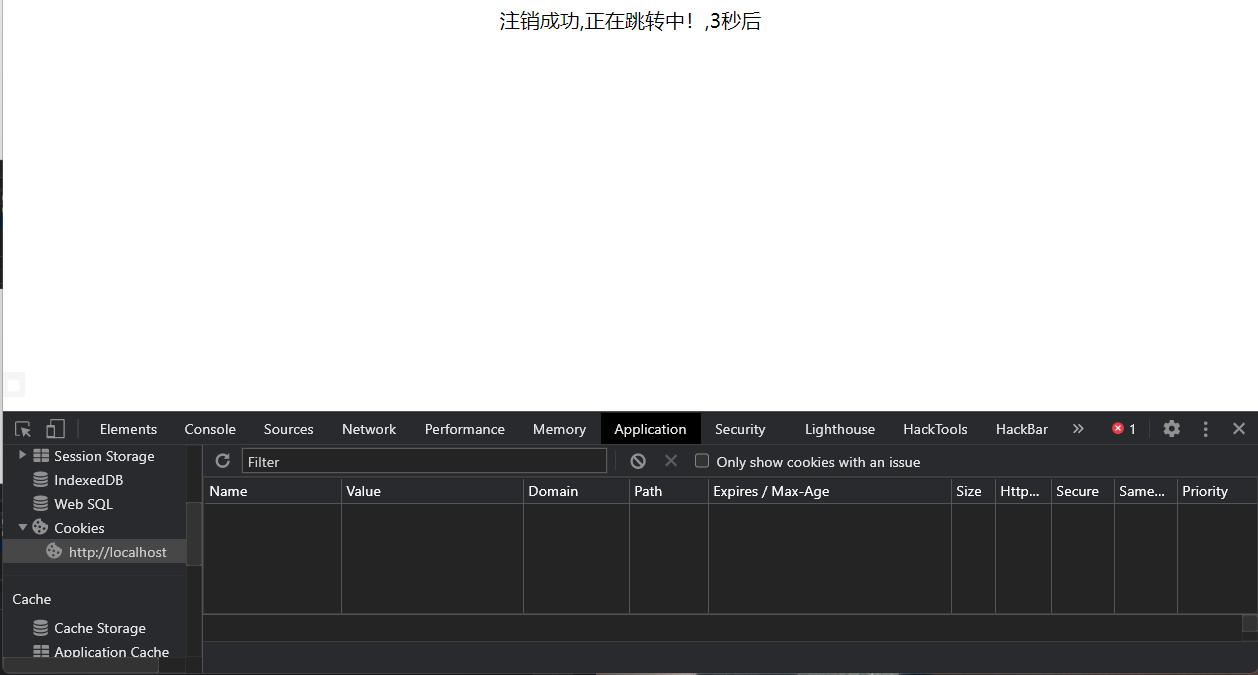 注销成功,正在跳转中！,3秒后
Elements Console Sources Network Performance Memory Application Security Lighthouse HackTools HackBar » 1
Session Storage
IndexedDB
Web SQL
Cookies
http://localhost
Cache
Cache Storage
Application Cache
Filter Only show cookies with an issue
Name Value Domain Path Expires / Max-Age Size Http... Secure Same... Priority